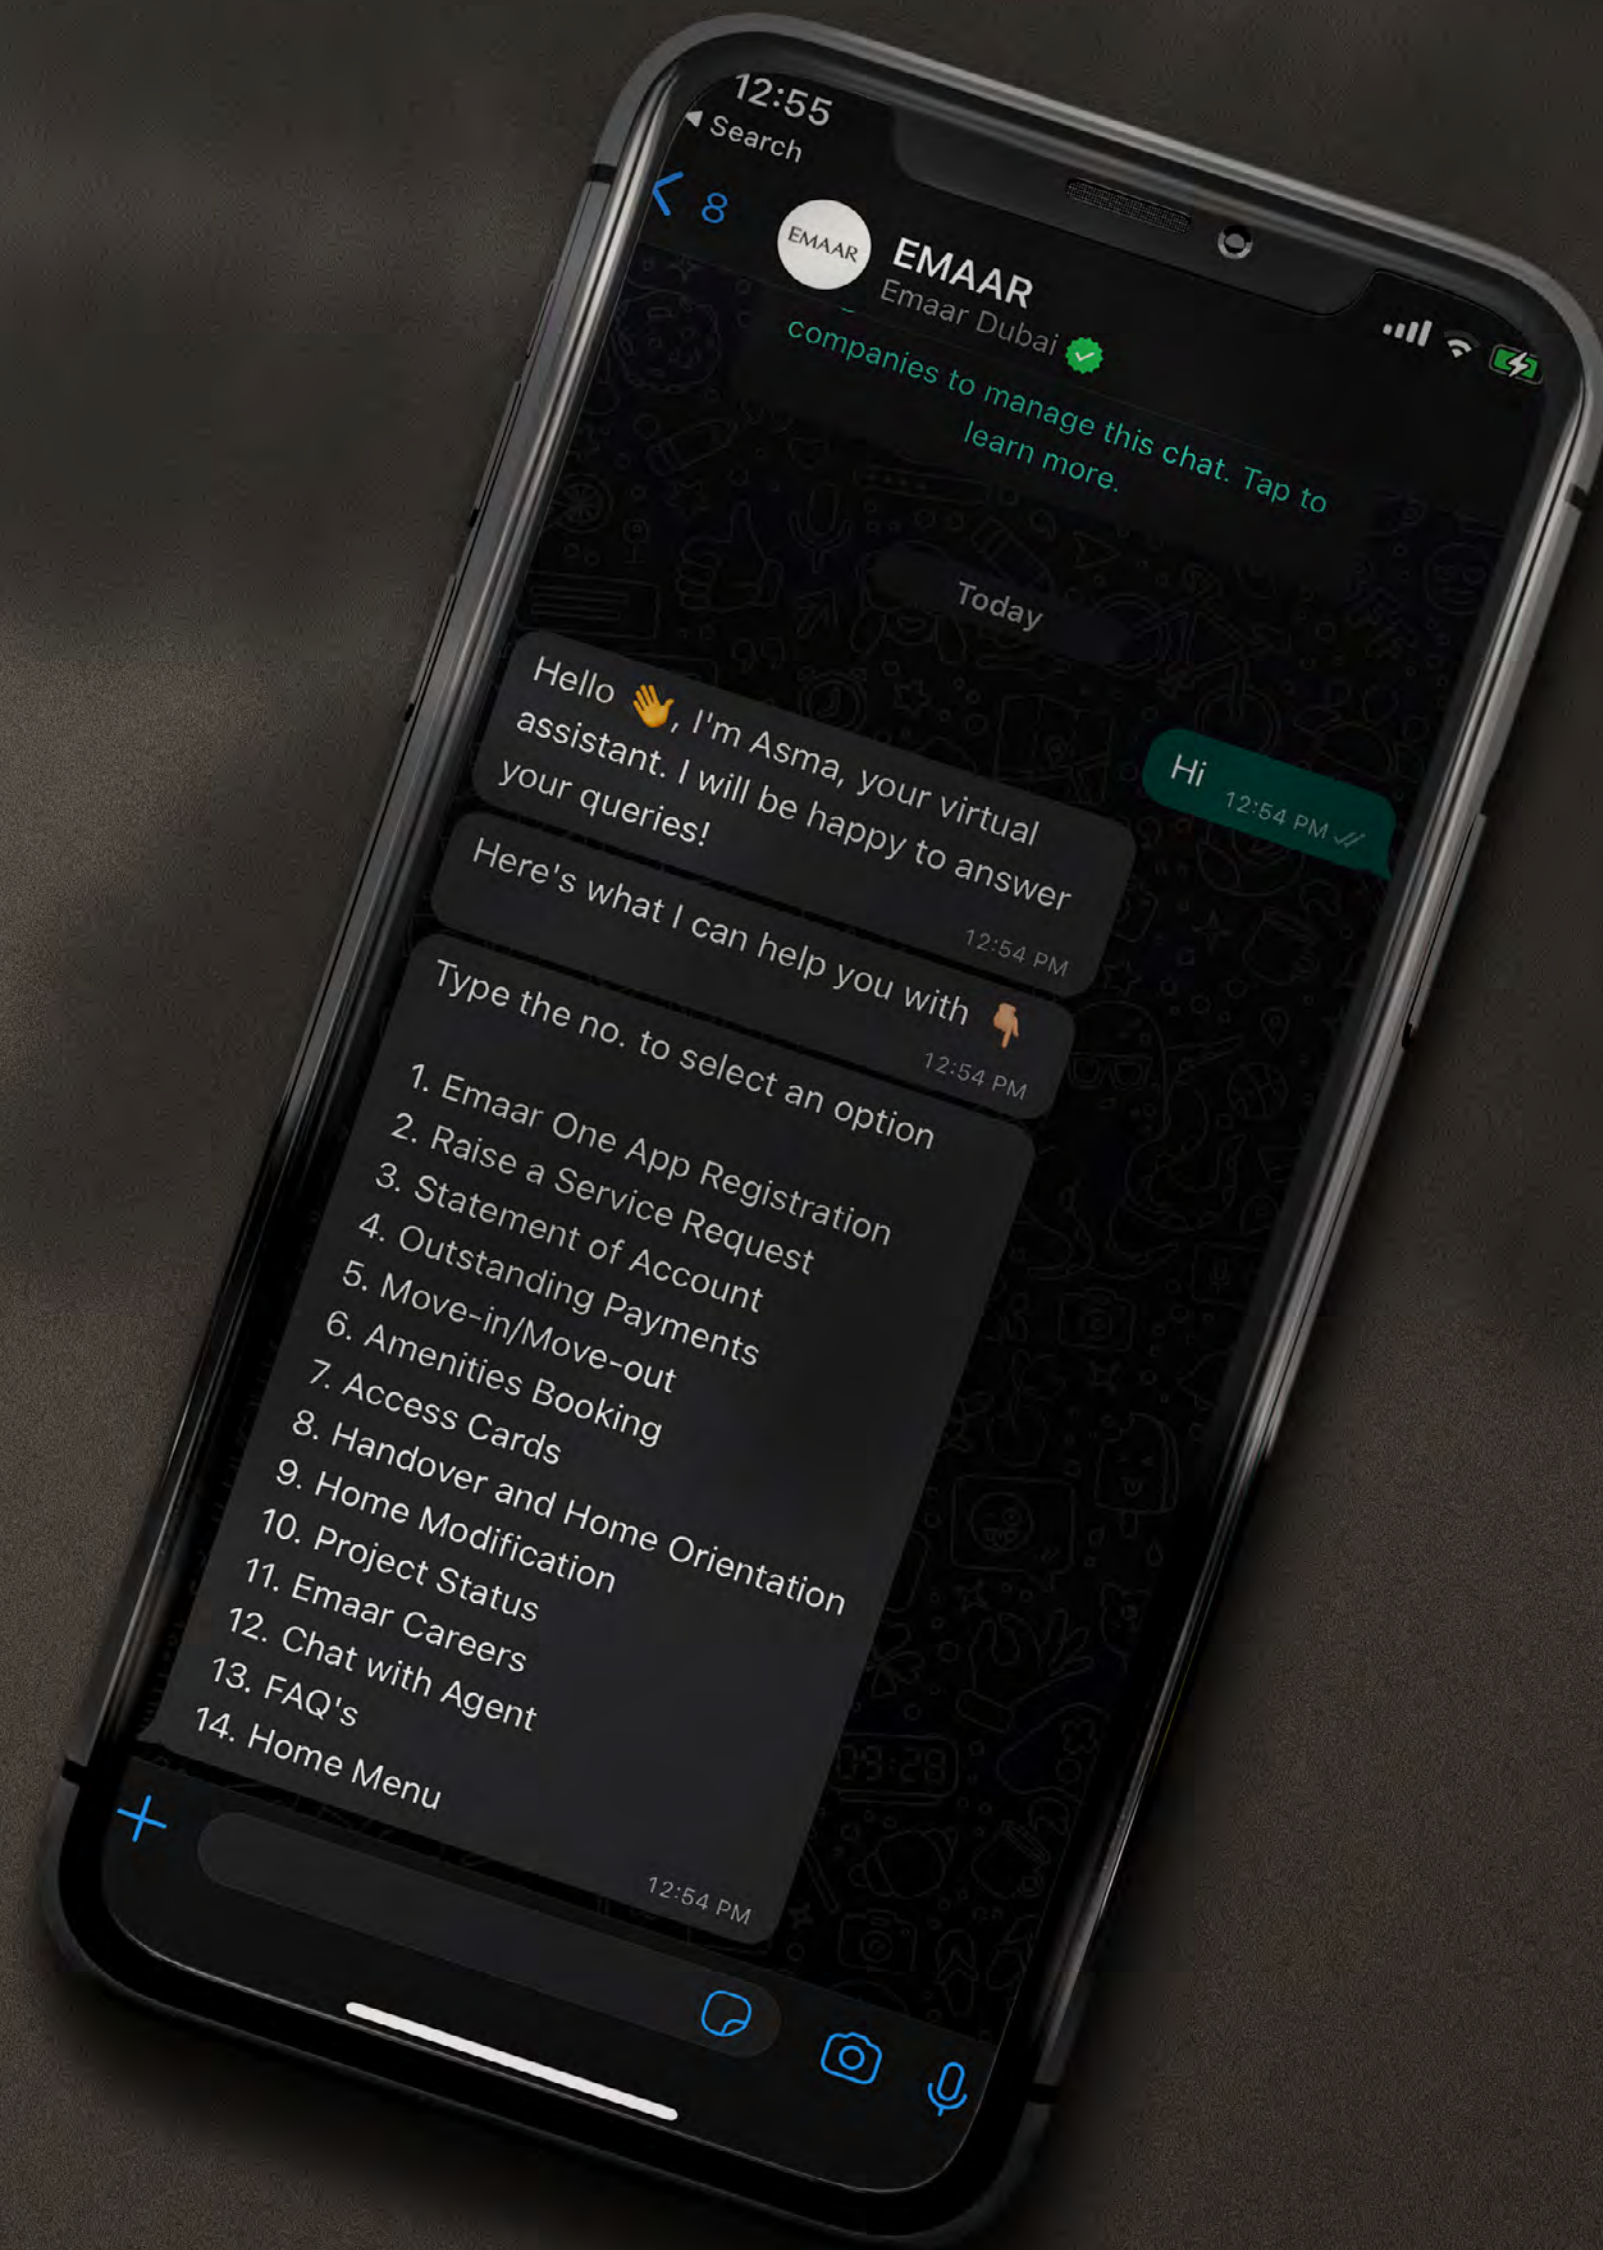 12:55
Search
8
EMAAR
EMAAR
Emaar Dubai
companies to manage this chat. Tap to
learn more.
Today
Hi
12:54 PM
Hello 👋, I'm Asma, your virtual
assistant. I will be happy to answer
your queries!
12:54 PM
Here's what I can help you with 👇🏼
12:54 PM
Type the no. to select an option
1. Emaar One App Registration
2. Raise a Service Request
3. Statement of Account
4. Outstanding Payments
5. Move-in/Move-out
6. Amenities Booking
7. Access Cards
8. Handover and Home Orientation
9. Home Modification
10. Project Status
11. Emaar Careers
12. Chat with Agent
13. FAQ's
14. Home Menu
12:54 PM